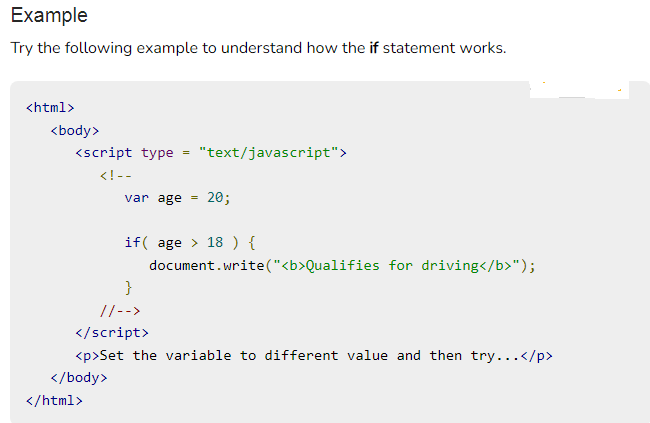 Example
Try the following example to understand how the if statement works.
<html>
   <body>
      <script type = "text/javascript">
         <!--
            var age = 20;

            if( age > 18 ) {
               document.write("<b>Qualifies for driving</b>");
            }
         //-->
      </script>
      <p>Set the variable to different value and then try...</p>
   </body>
</html>